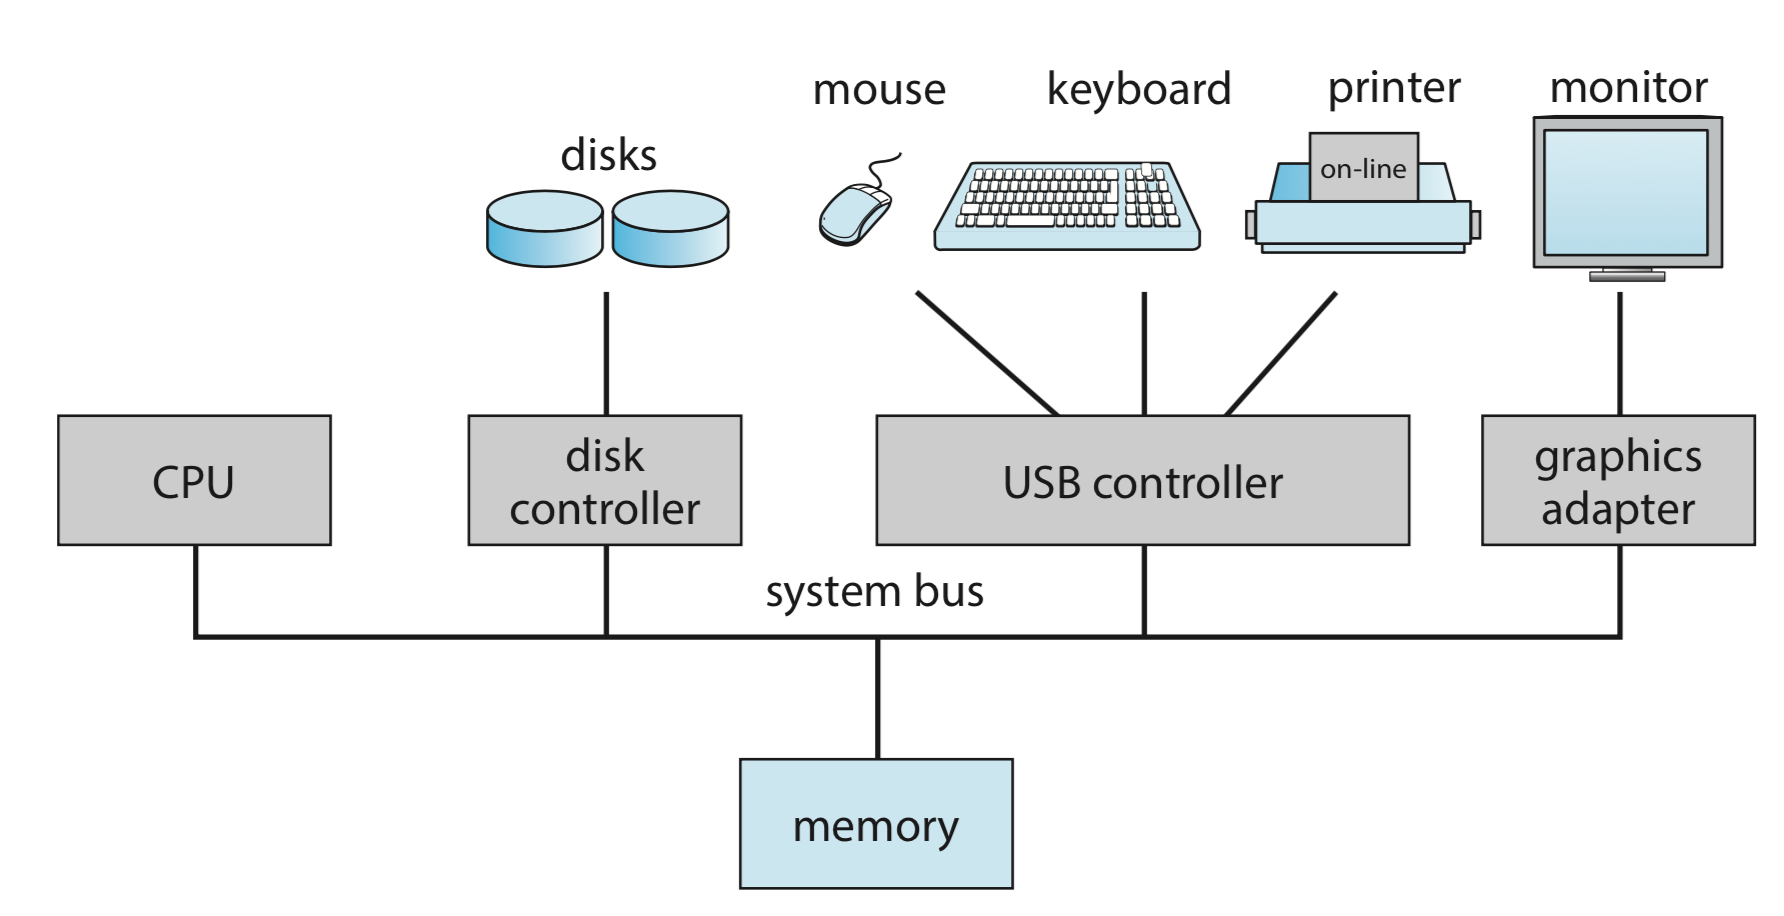 mouse
keyboard
printer
monitor
disks
on-line
CPU
disk
controller
USB controller
graphics
adapter
system bus
memory